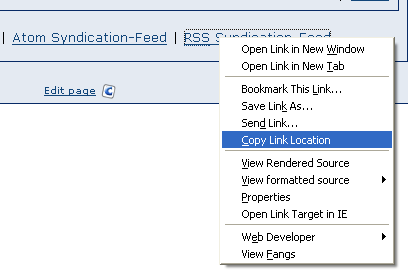 | Atom Syndication-Feed | RSS Syndication-Feed
Edit page
Open Link in New Window
Open Link in New Tab
Bookmark This Link...
Save Link As...
Send Link...
Copy Link Location
View Rendered Source
View formatted source
Properties
Open Link Target in IE
Web Developer
View Fangs